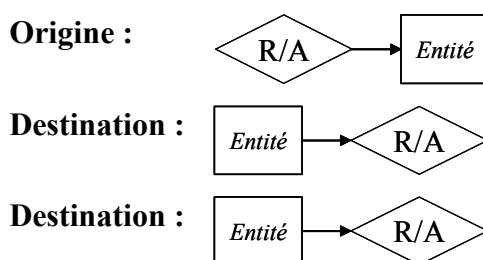 Origine : R/A Entité
Destination : Entité R/A
Destination : Entité R/A